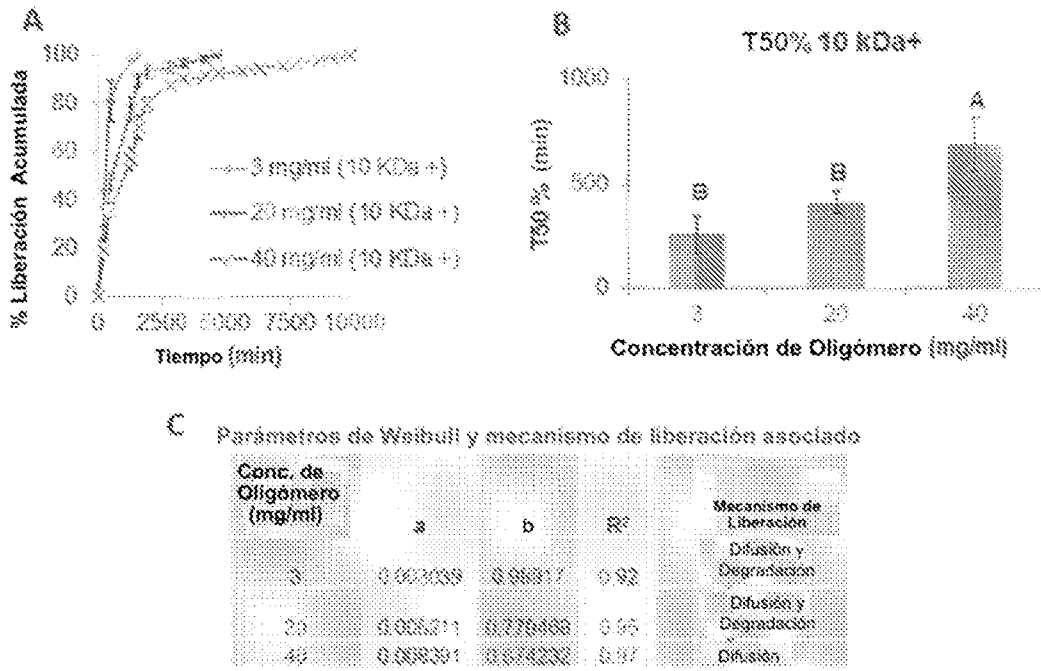 A
100
80
60
40
20
0
% Liberación Acumulada
0 2500 5000 7500 10000
Tiempo (min)
3 mg/ml (10 KDa +)
20 mg/ml (10 KDa +)
40 mg/ml (10 KDa +)
B
T50% 10 kDa+
1000
500
0
T50 % (min)
B
B
A
3 20 40
Concentración de Oligómero (mg/ml)
C
Parámetros de Weibull y mecanismo de liberación asociado
Conc. de
Oligómero
(mg/ml)
a b R²
Mecanismo de
Liberación
Difusión y
Degradación
3 0.92
Difusión y
Degradación
20 0.95
40 0.97 Difusión